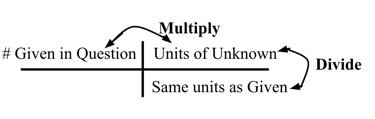 Multiply
# Given in Question Units of Unknown
Divide
Same units as Given